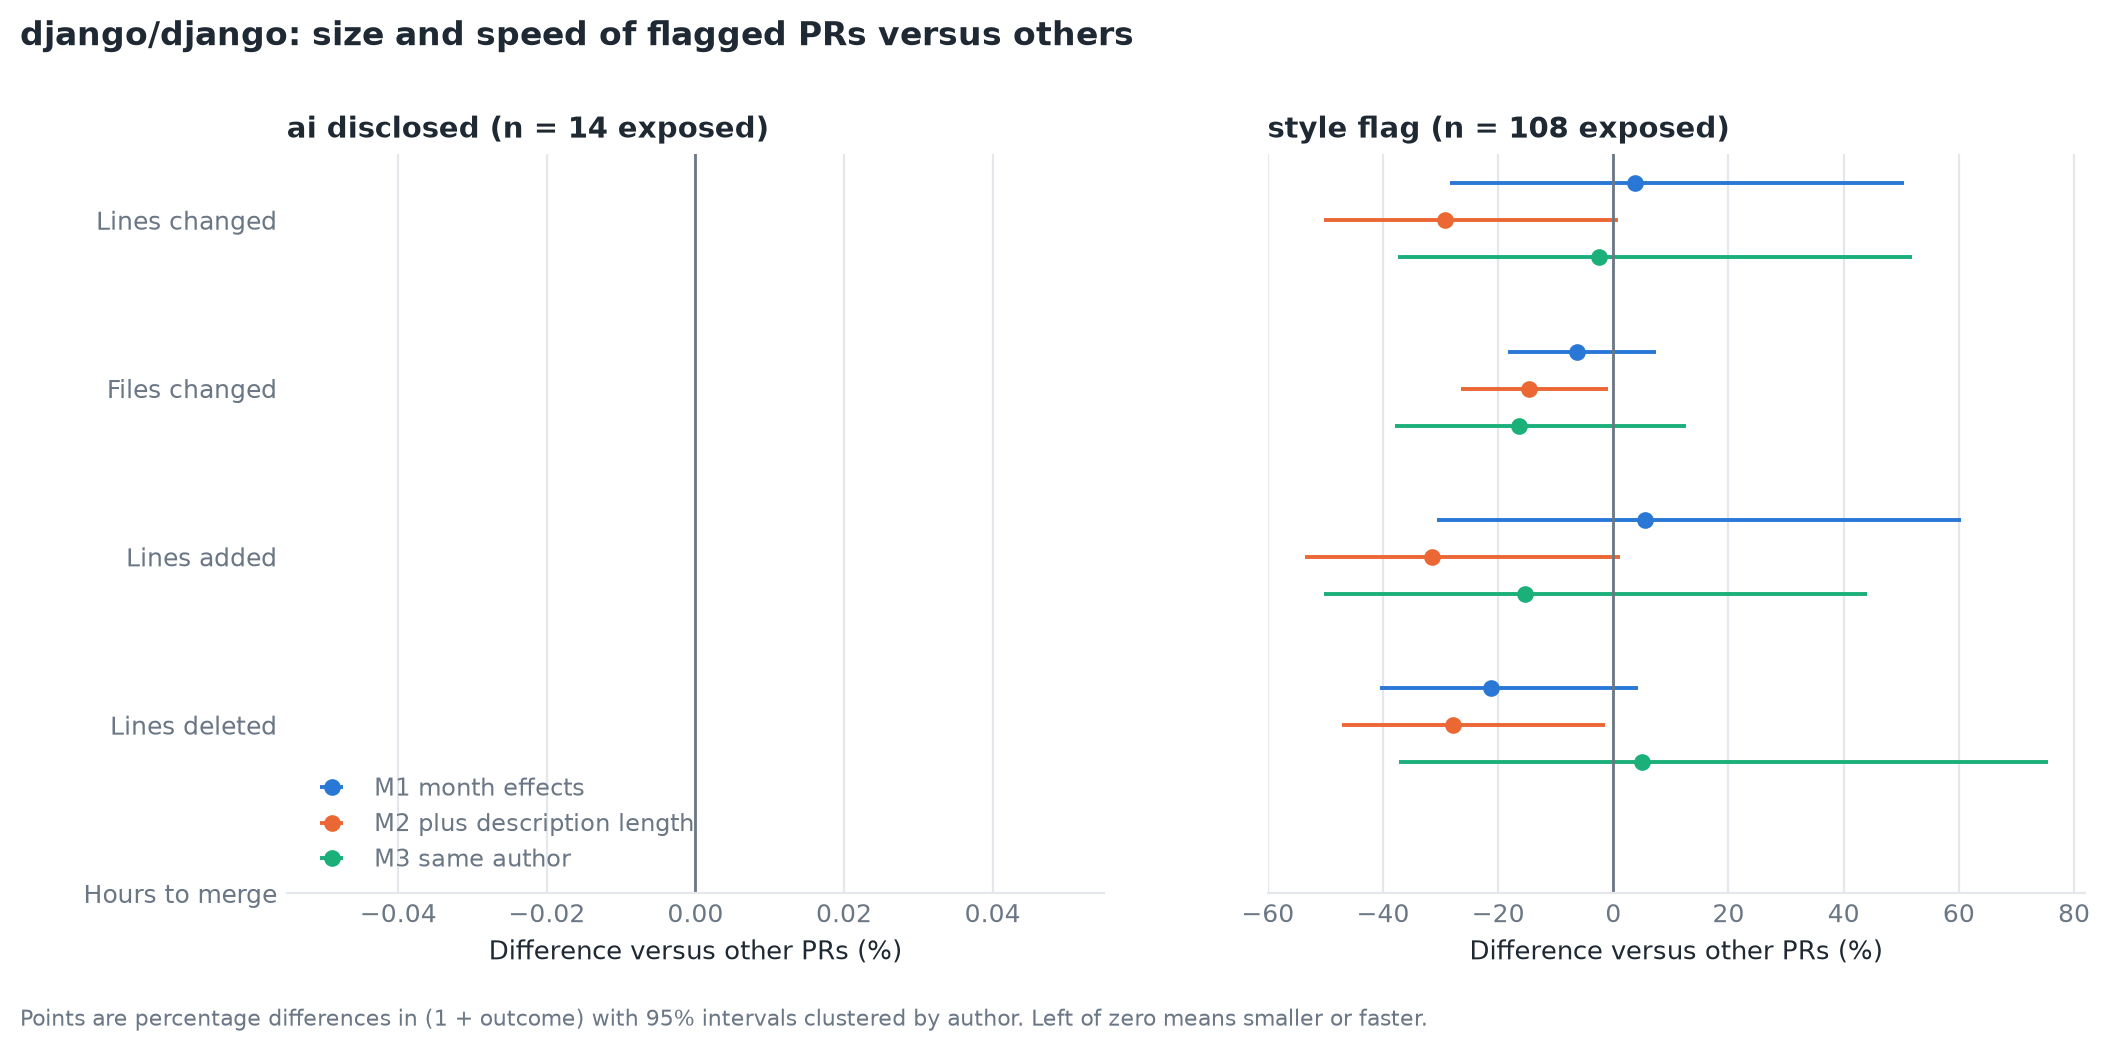 django/django: size and speed of flagged PRs versus others
ai disclosed (n = 14 exposed)
style flag (n = 108 exposed)
Lines changed
Files changed
Lines added
Lines deleted
Hours to merge
M1 month effects
M2 plus description length
M3 same author
−0.04 −0.02 0.00 0.02 0.04
−60 −40 −20 0 20 40 60 80
Difference versus other PRs (%)
Difference versus other PRs (%)
Points are percentage differences in (1 + outcome) with 95% intervals clustered by author. Left of zero means smaller or faster.